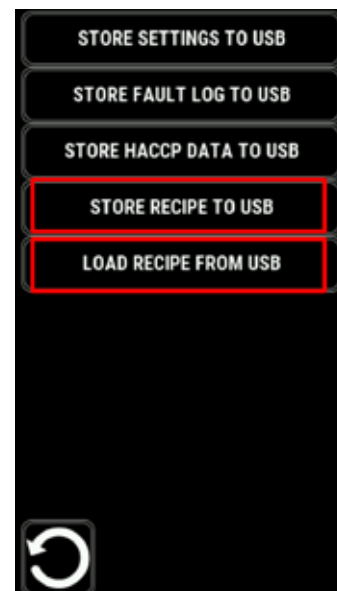 STORE SETTINGS TO USB
STORE FAULT LOG TO USB
STORE HACCP DATA TO USB
STORE RECIPE TO USB
LOAD RECIPE FROM USB